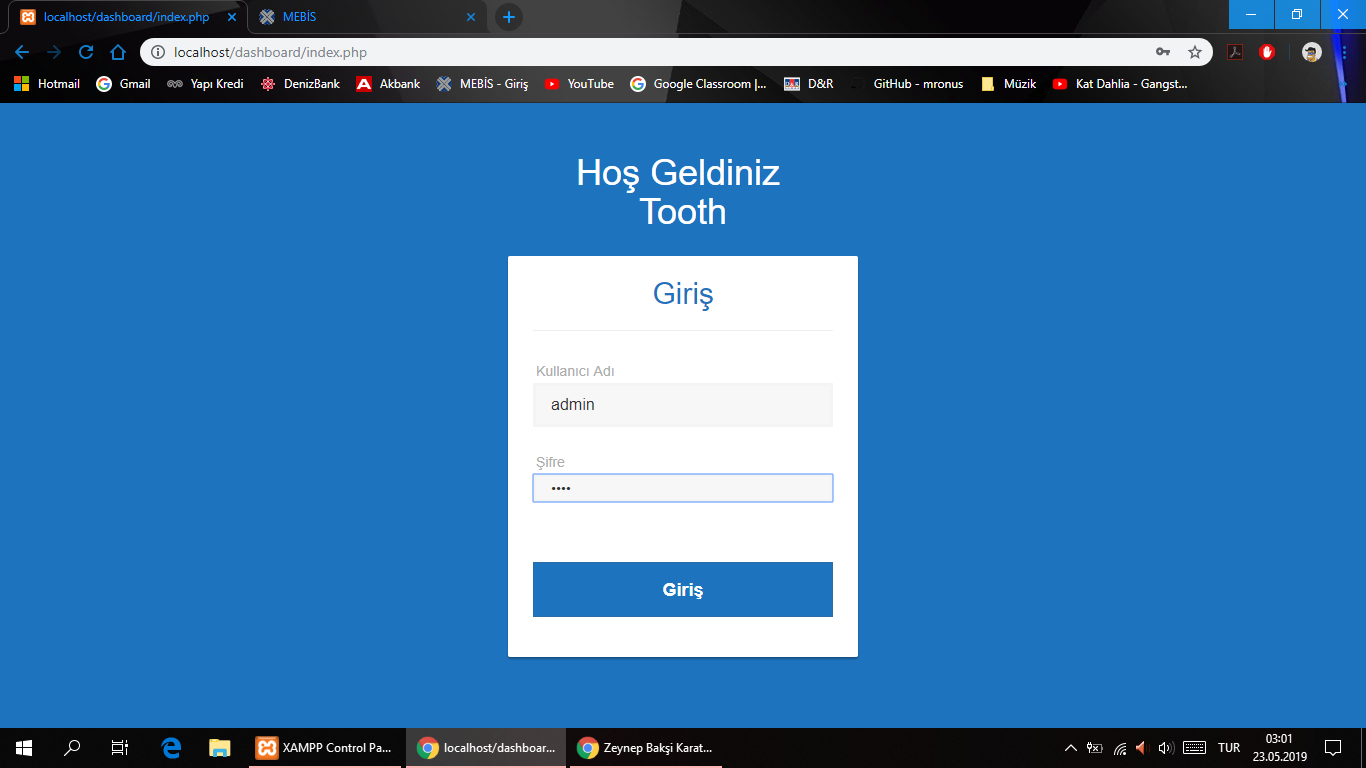 localhost/dashboard/index.php
MEBİS
localhost/dashboard/index.php
Hotmail
Gmail
Yapı Kredi
DenizBank
Akbank
MEBİS - Giriş
YouTube
Google Classroom |...
D&R
GitHub - mronus
Müzik
Kat Dahlia - Gangst...
Hoş Geldiniz
Tooth
Giriş
Kullanıcı Adı
admin
Şifre
••••
Giriş
XAMPP Control Pa...
localhost/dashboar...
Zeynep Bakşi Karat...
TUR
03:01
23.05.2019